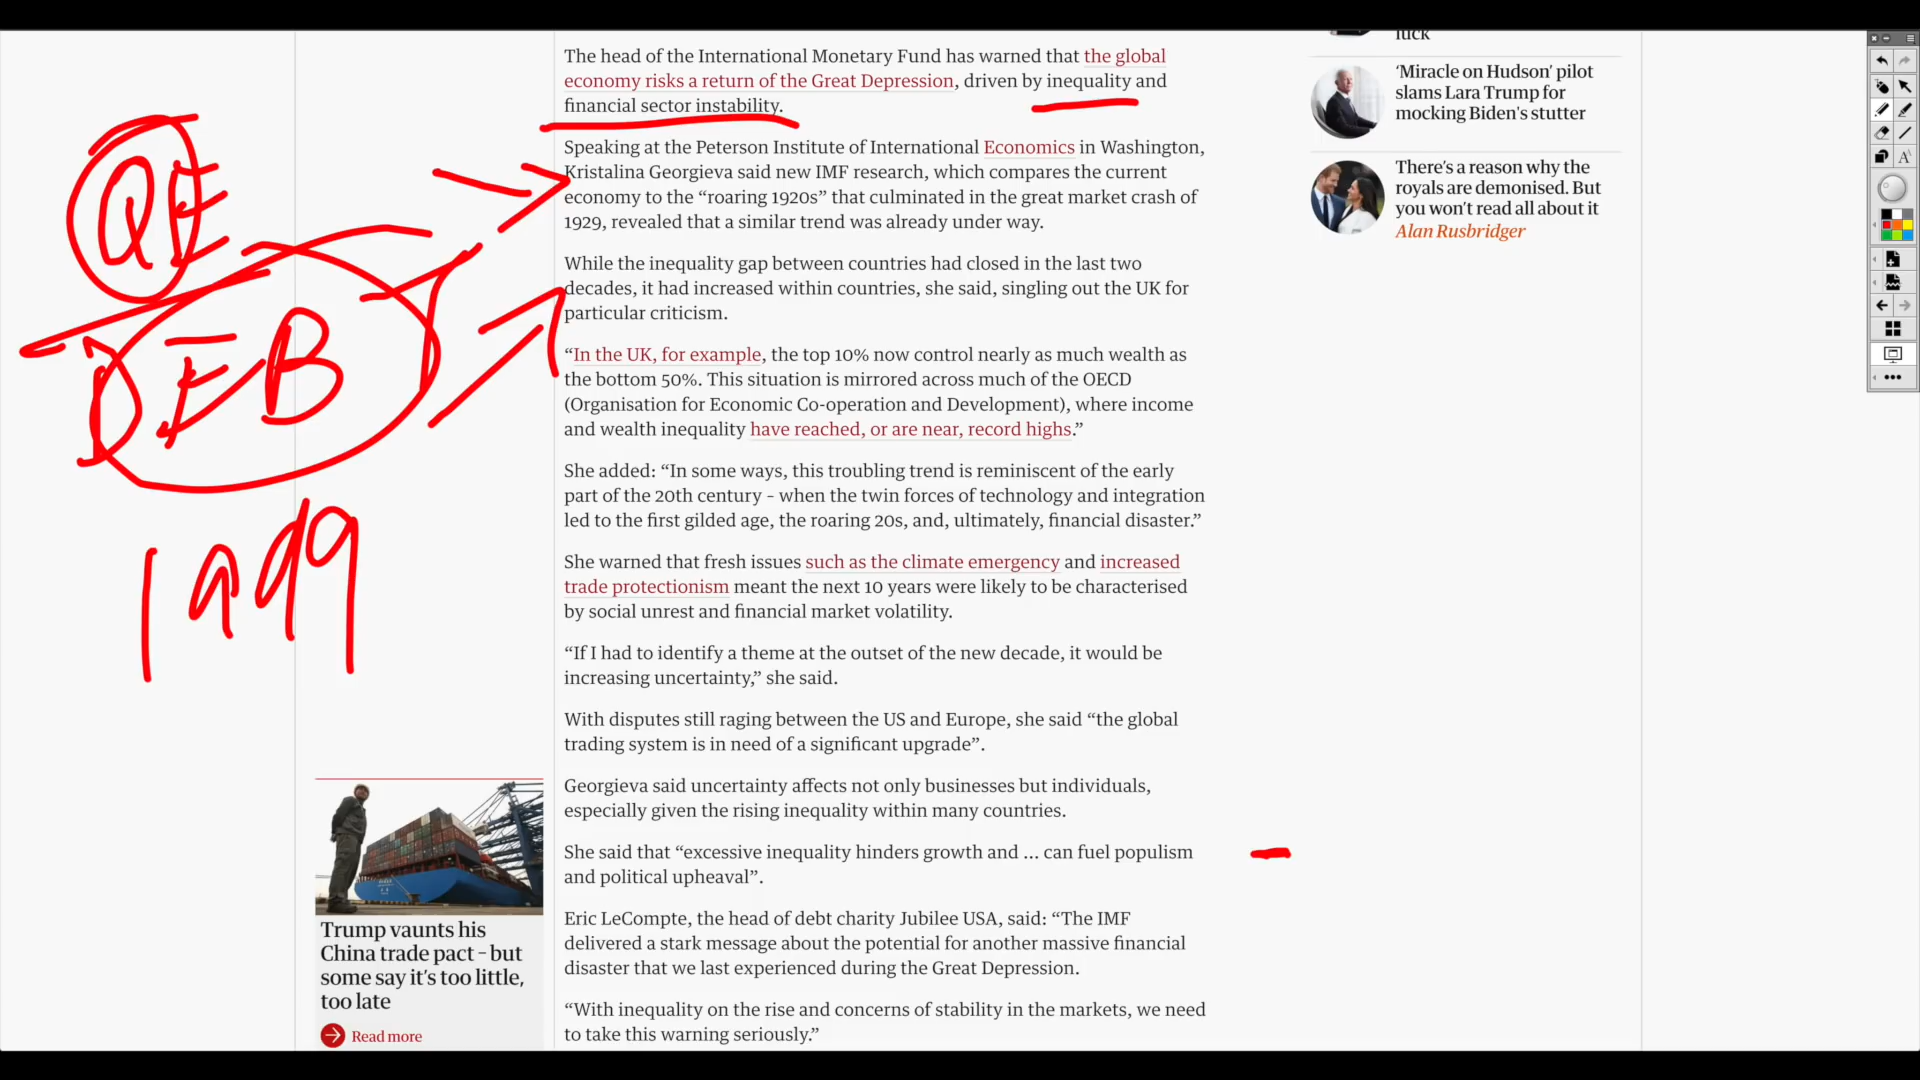 The head of the International Monetary Fund has warned that the global
economy risks a return of the Great Depression, driven by inequality and
financial sector instability.
Speaking at the Peterson Institute of International Economics in Washington,
Kristalina Georgieva said new IMF research, which compares the current
economy to the “roaring 1920s” that culminated in the great market crash of
1929, revealed that a similar trend was already under way.
While the inequality gap between countries had closed in the last two
decades, it had increased within countries, she said, singling out the UK for
particular criticism.
“In the UK, for example, the top 10% now control nearly as much wealth as
the bottom 50%. This situation is mirrored across much of the OECD
(Organisation for Economic Co-operation and Development), where income
and wealth inequality have reached, or are near, record highs.”
She added: “In some ways, this troubling trend is reminiscent of the early
part of the 20th century – when the twin forces of technology and integration
led to the first gilded age, the roaring 20s, and, ultimately, financial disaster.”
She warned that fresh issues such as the climate emergency and increased
trade protectionism meant the next 10 years were likely to be characterised
by social unrest and financial market volatility.
“If I had to identify a theme at the outset of the new decade, it would be
increasing uncertainty,” she said.
With disputes still raging between the US and Europe, she said “the global
trading system is in need of a significant upgrade”.
Georgieva said uncertainty affects not only businesses but individuals,
especially given the rising inequality within many countries.
She said that “excessive inequality hinders growth and … can fuel populism
and political upheaval”.
Eric LeCompte, the head of debt charity Jubilee USA, said: “The IMF
delivered a stark message about the potential for another massive financial
disaster that we last experienced during the Great Depression.
“With inequality on the rise and concerns of stability in the markets, we need
to take this warning seriously.”
QE
DEB
1999
Trump vaunts his
China trade pact – but
some say it’s too little,
too late
Read more
luck
‘Miracle on Hudson’ pilot
slams Lara Trump for
mocking Biden's stutter
There’s a reason why the
royals are demonised. But
you won’t read all about it
Alan Rusbridger
A